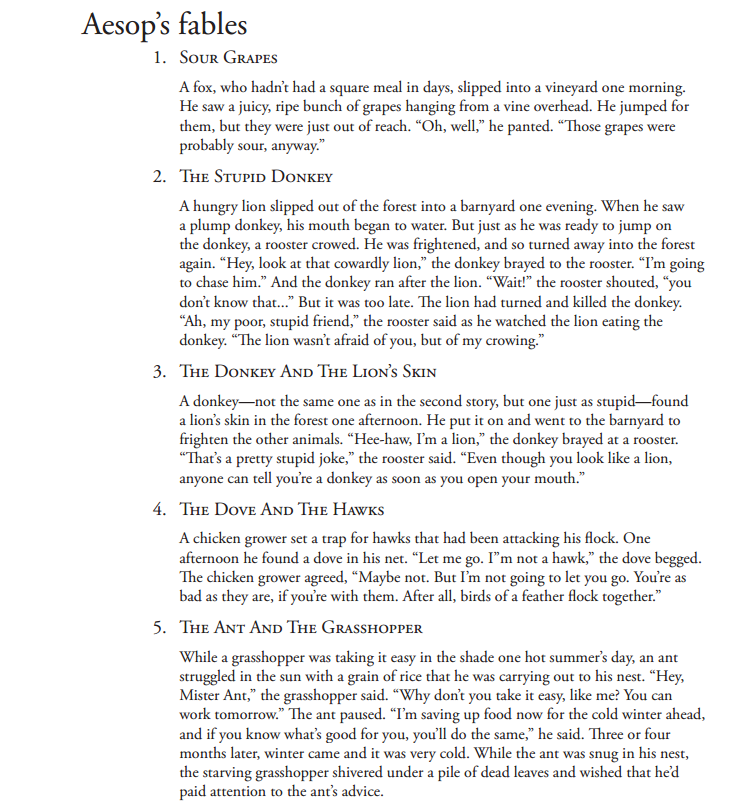 Aesop’s fables
1. Sour Grapes
A fox, who hadn’t had a square meal in days, slipped into a vineyard one morning.
He saw a juicy, ripe bunch of grapes hanging from a vine overhead. He jumped for
them, but they were just out of reach. “Oh, well,” he panted. “Those grapes were
probably sour, anyway.”
2. The Stupid Donkey
A hungry lion slipped out of the forest into a barnyard one evening. When he saw
a plump donkey, his mouth began to water. But just as he was ready to jump on
the donkey, a rooster crowed. He was frightened, and so turned away into the forest
again. “Hey, look at that cowardly lion,” the donkey brayed to the rooster. “I’m going
to chase him.” And the donkey ran after the lion. “Wait!” the rooster shouted, “you
don’t know that...” But it was too late. The lion had turned and killed the donkey.
“Ah, my poor, stupid friend,” the rooster said as he watched the lion eating the
donkey. “The lion wasn’t afraid of you, but of my crowing.”
3. The Donkey And The Lion’s Skin
A donkey—not the same one as in the second story, but one just as stupid—found
a lion’s skin in the forest one afternoon. He put it on and went to the barnyard to
frighten the other animals. “Hee-haw, I’m a lion,” the donkey brayed at a rooster.
“That’s a pretty stupid joke,” the rooster said. “Even though you look like a lion,
anyone can tell you’re a donkey as soon as you open your mouth.”
4. The Dove And The Hawks
A chicken grower set a trap for hawks that had been attacking his flock. One
afternoon he found a dove in his net. “Let me go. I”m not a hawk,” the dove begged.
The chicken grower agreed, “Maybe not. But I’m not going to let you go. You’re as
bad as they are, if you’re with them. After all, birds of a feather flock together.”
5. The Ant And The Grasshopper
While a grasshopper was taking it easy in the shade one hot summer’s day, an ant
struggled in the sun with a grain of rice that he was carrying out to his nest. “Hey,
Mister Ant,” the grasshopper said. “Why don’t you take it easy, like me? You can
work tomorrow.” The ant paused. “I’m saving up food now for the cold winter ahead,
and if you know what’s good for you, you’ll do the same,” he said. Three or four
months later, winter came and it was very cold. While the ant was snug in his nest,
the starving grasshopper shivered under a pile of dead leaves and wished that he’d
paid attention to the ant’s advice.